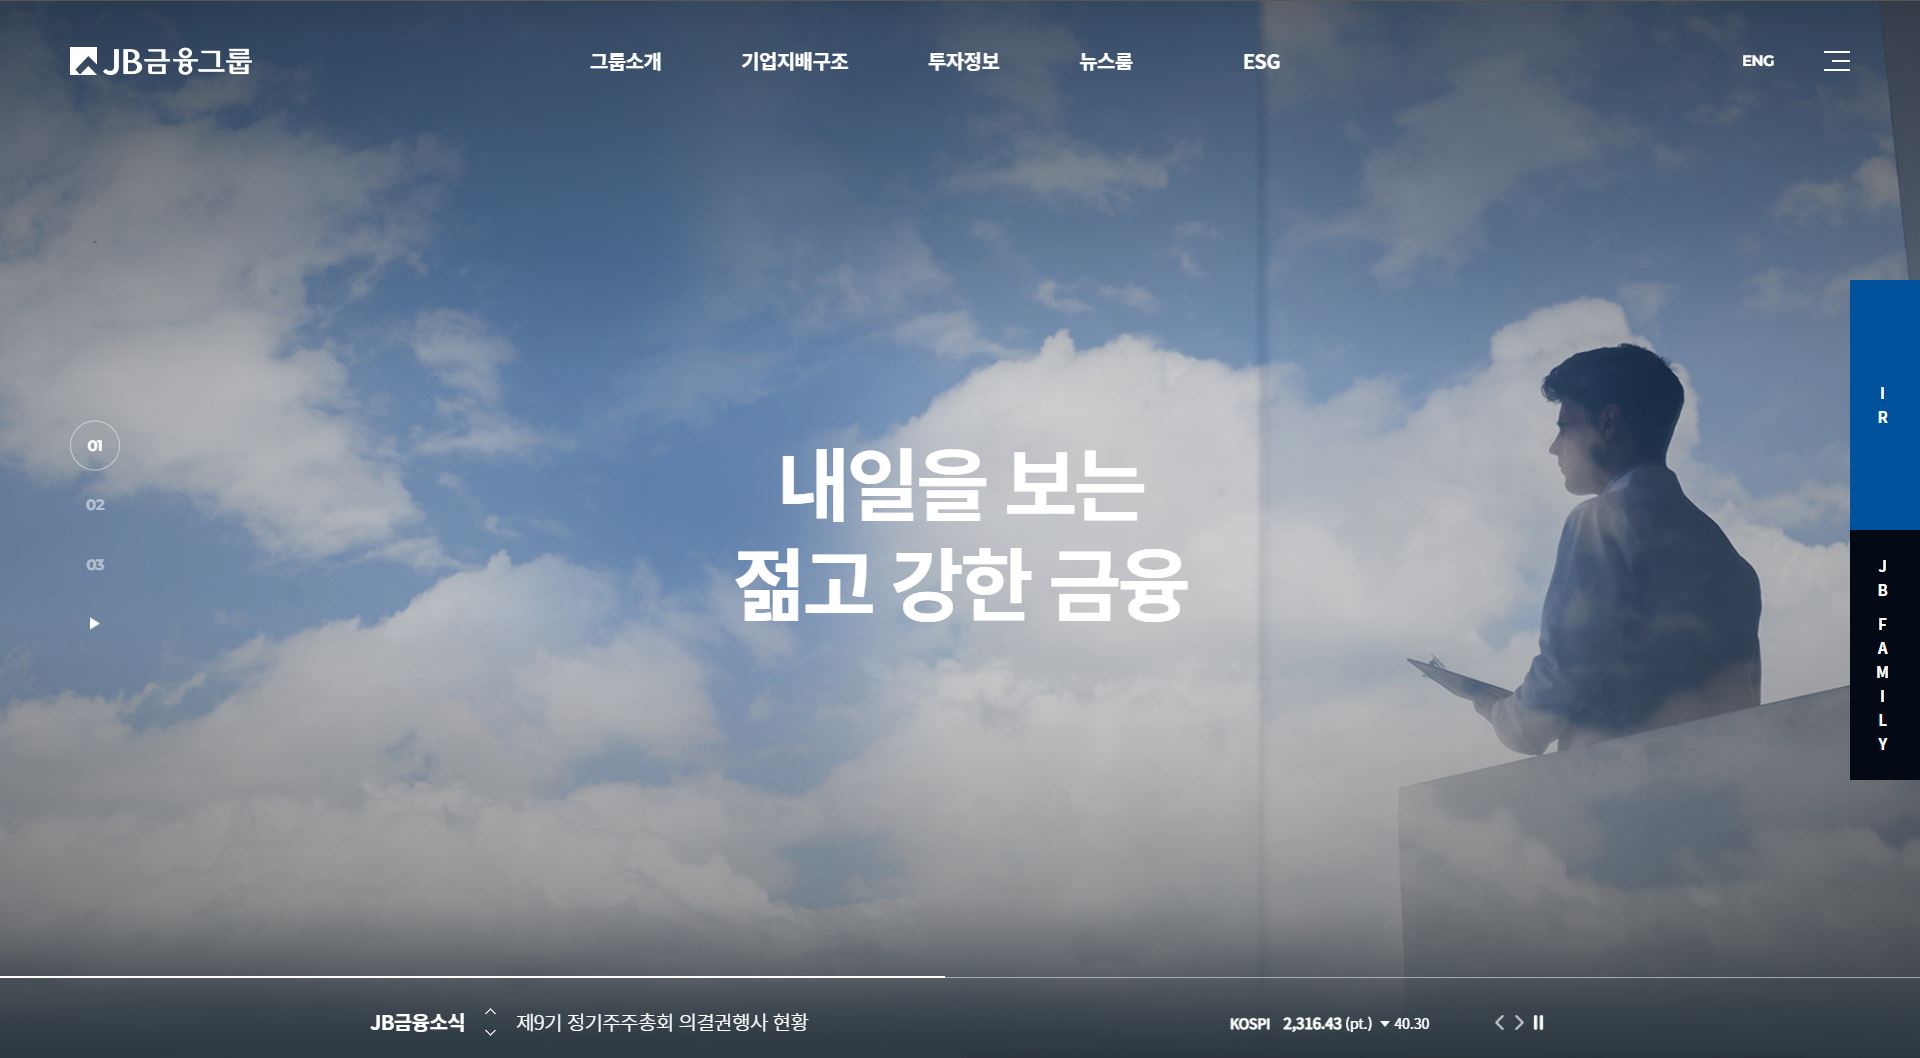 JB금융그룹
그룹소개 기업지배구조 투자정보 뉴스룸 ESG
ENG
01
02
03
내일을 보는
젊고 강한 금융
IR
JB FAMILY
JB금융소식 제9기 정기주주총회 의결권행사 현황
KOSPI 2,316.43 (pt.) ▼ 40.30